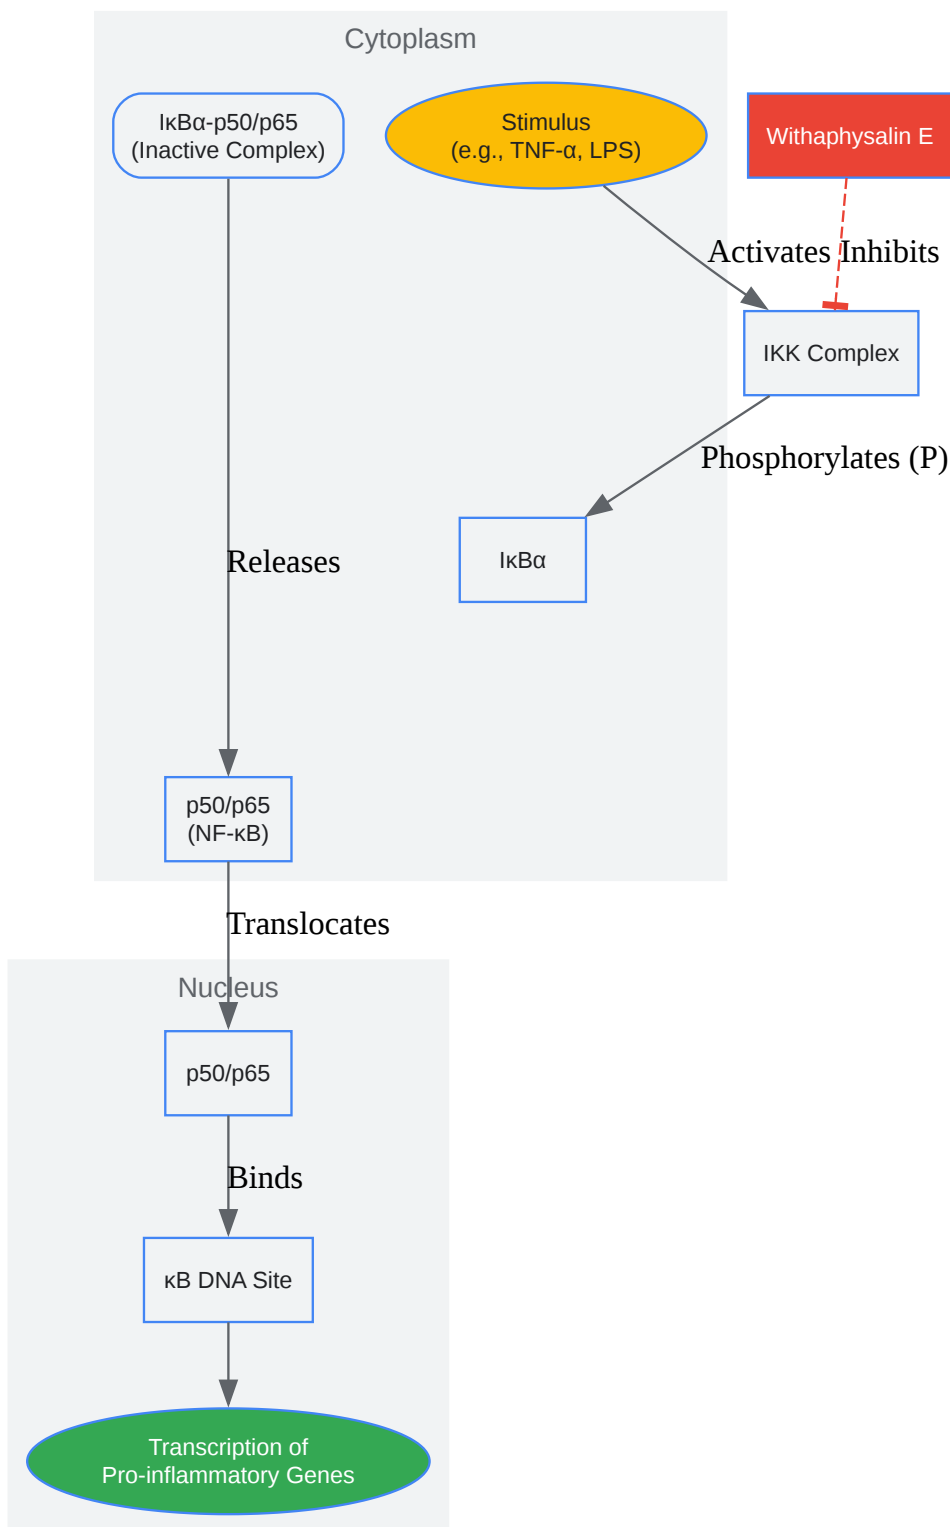 Cytoplasm
IκBα-p50/p65
(Inactive Complex)
Stimulus
(e.g., TNF-α, LPS)
Withaphysalin E
Activates
Inhibits
IKK Complex
Phosphorylates (P)
Releases
IκBα
p50/p65
(NF-κB)
Translocates
Nucleus
p50/p65
Binds
κB DNA Site
Transcription of
Pro-inflammatory Genes